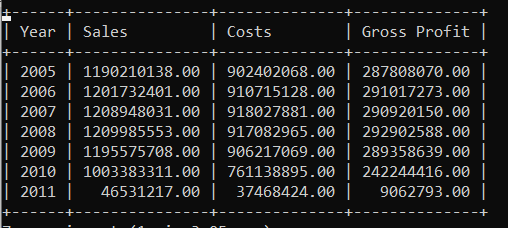 +------+---------------+--------------+--------------+
| Year | Sales         | Costs        | Gross Profit |
+------+---------------+--------------+--------------+
| 2005 | 1190210138.00 | 902402068.00 | 287808070.00 |
| 2006 | 1201732401.00 | 910715128.00 | 291017273.00 |
| 2007 | 1208948031.00 | 918027881.00 | 290920150.00 |
| 2008 | 1209985553.00 | 917082965.00 | 292902588.00 |
| 2009 | 1195575708.00 | 906217069.00 | 289358639.00 |
| 2010 | 1003383311.00 | 761138895.00 | 242244416.00 |
| 2011 |   46531217.00 |  37468424.00 |   9062793.00 |
+------+---------------+--------------+--------------+